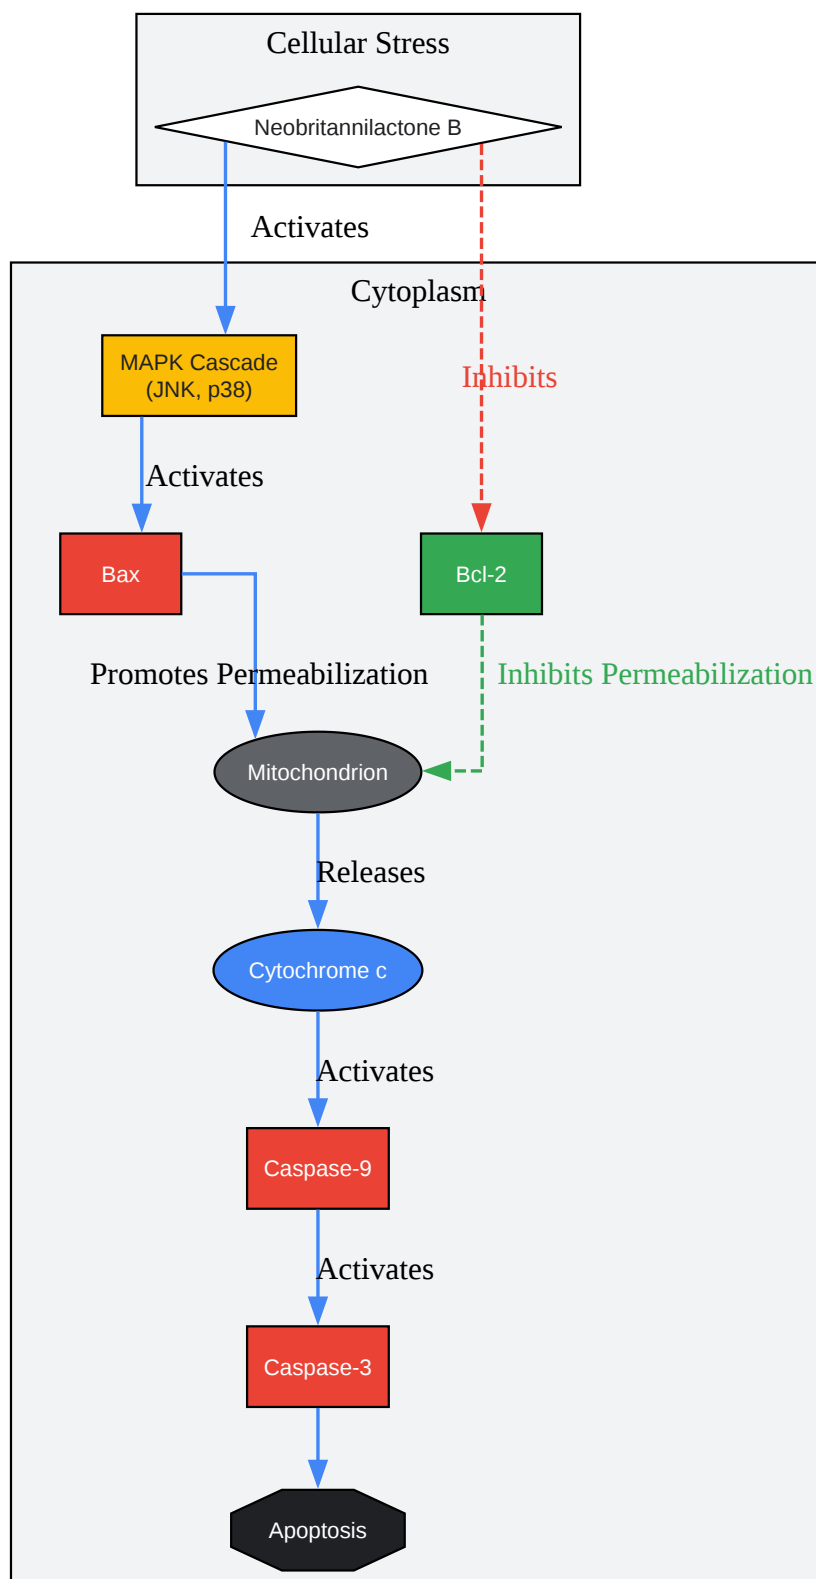 Cellular Stress
Neobritannilactone B
Activates
Cytoplasm
MAPK Cascade
(JNK, p38)
Inhibits
Activates
Bax
Bcl-2
Promotes Permeabilization
Inhibits Permeabilization
Mitochondrion
Releases
Cytochrome c
Activates
Caspase-9
Activates
Caspase-3
Apoptosis